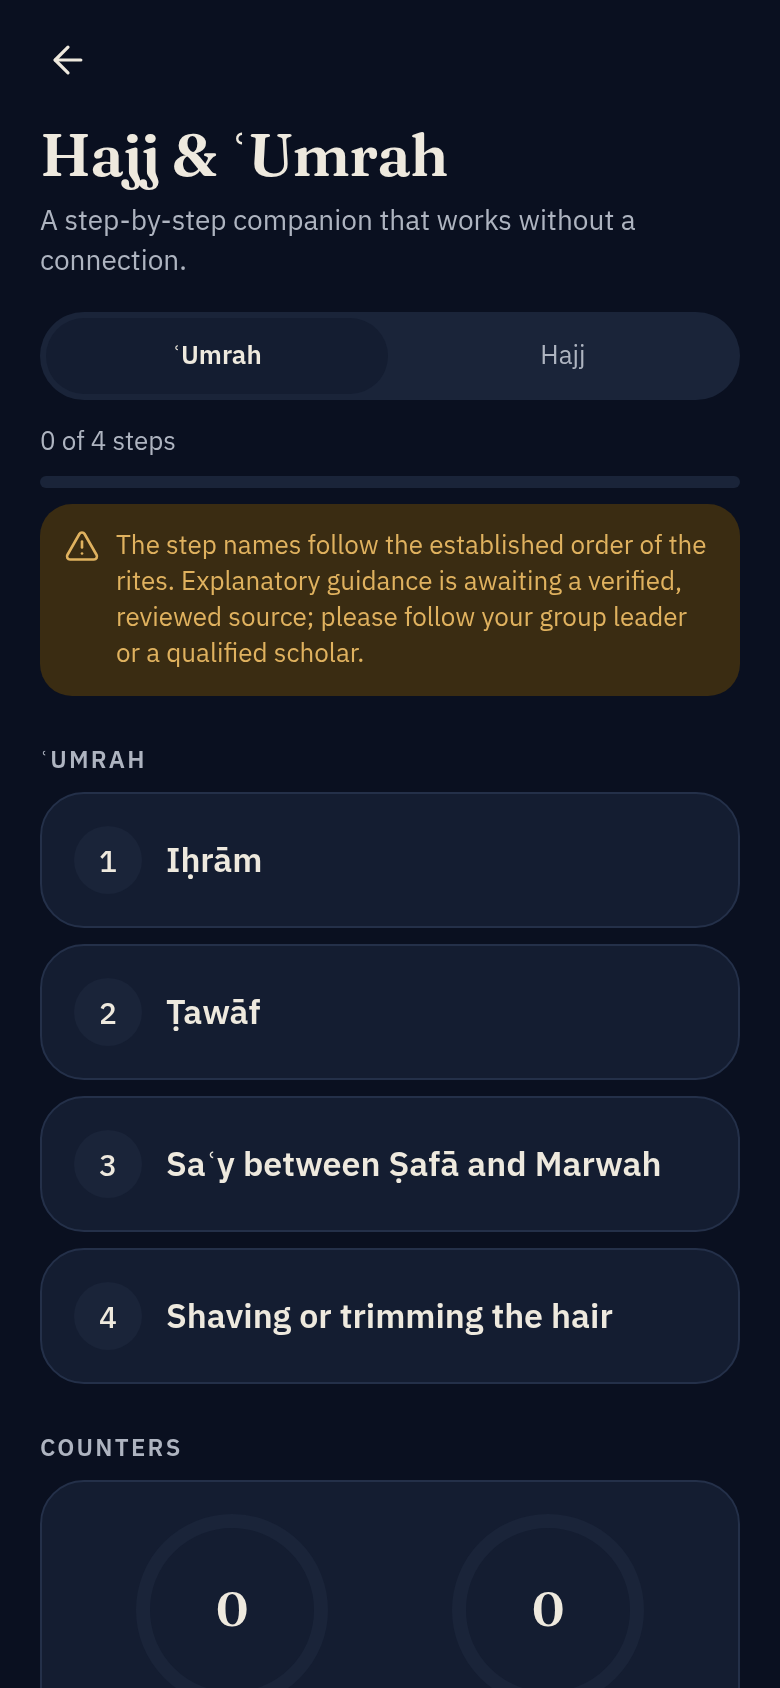 Hajj & ʿUmrah
A step-by-step companion that works without a
connection.
ʿUmrah
Hajj
0 of 4 steps
The step names follow the established order of the
rites. Explanatory guidance is awaiting a verified,
reviewed source; please follow your group leader
or a qualified scholar.
ʿUMRAH
1 Iḥrām
2 Ṭawāf
3 Saʿy between Ṣafā and Marwah
4 Shaving or trimming the hair
COUNTERS
0 0